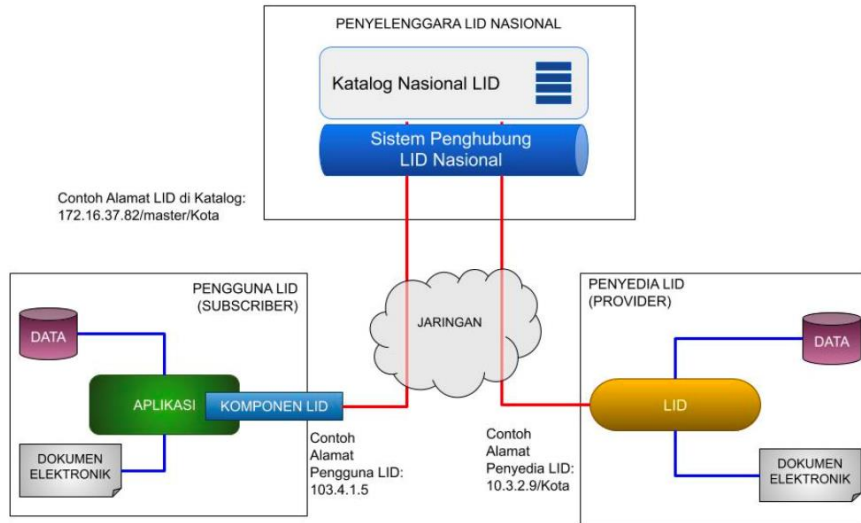 PENYELENGGARA LID NASIONAL
Katalog Nasional LID
Sistem Penghubung
LID Nasional
Contoh Alamat LID di Katalog:
172.16.37.82/master/Kota
PENGGUNA LID
(SUBSCRIBER)
DATA
APLIKASI
KOMPONEN LID
DOKUMEN
ELEKTRONIK
Contoh
Alamat
Pengguna LID:
103.4.1.5
JARINGAN
PENYEDIA LID
(PROVIDER)
DATA
LID
Contoh
Alamat
Penyedia LID:
10.3.2.9/Kota
DOKUMEN
ELEKTRONIK